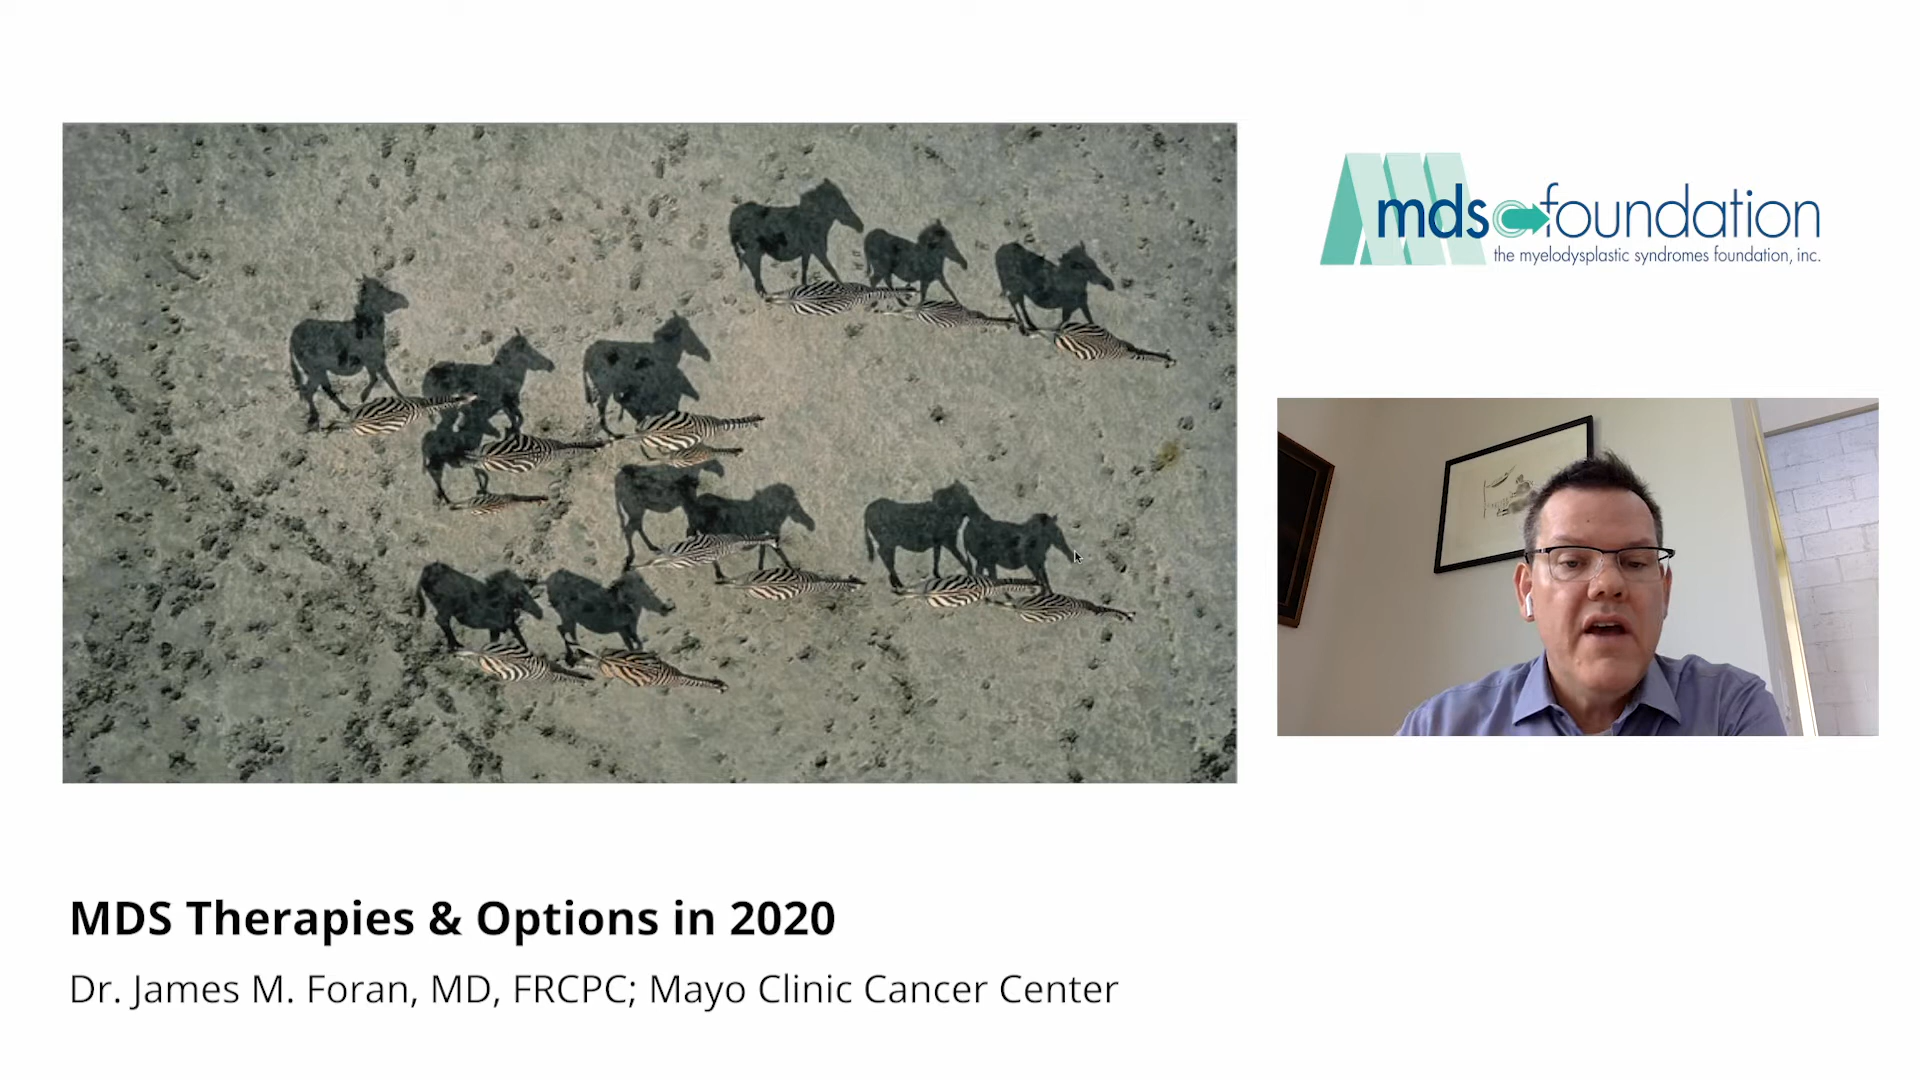 mds foundation
the myelodysplastic syndromes foundation, inc.
MDS Therapies & Options in 2020
Dr. James M. Foran, MD, FRCPC; Mayo Clinic Cancer Center